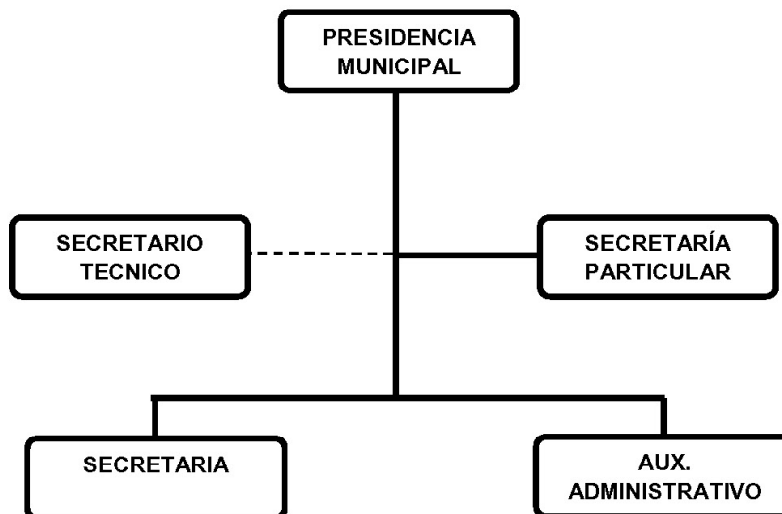 PRESIDENCIA
MUNICIPAL
SECRETARIO
TECNICO
SECRETARÍA
PARTICULAR
SECRETARIA
AUX.
ADMINISTRATIVO